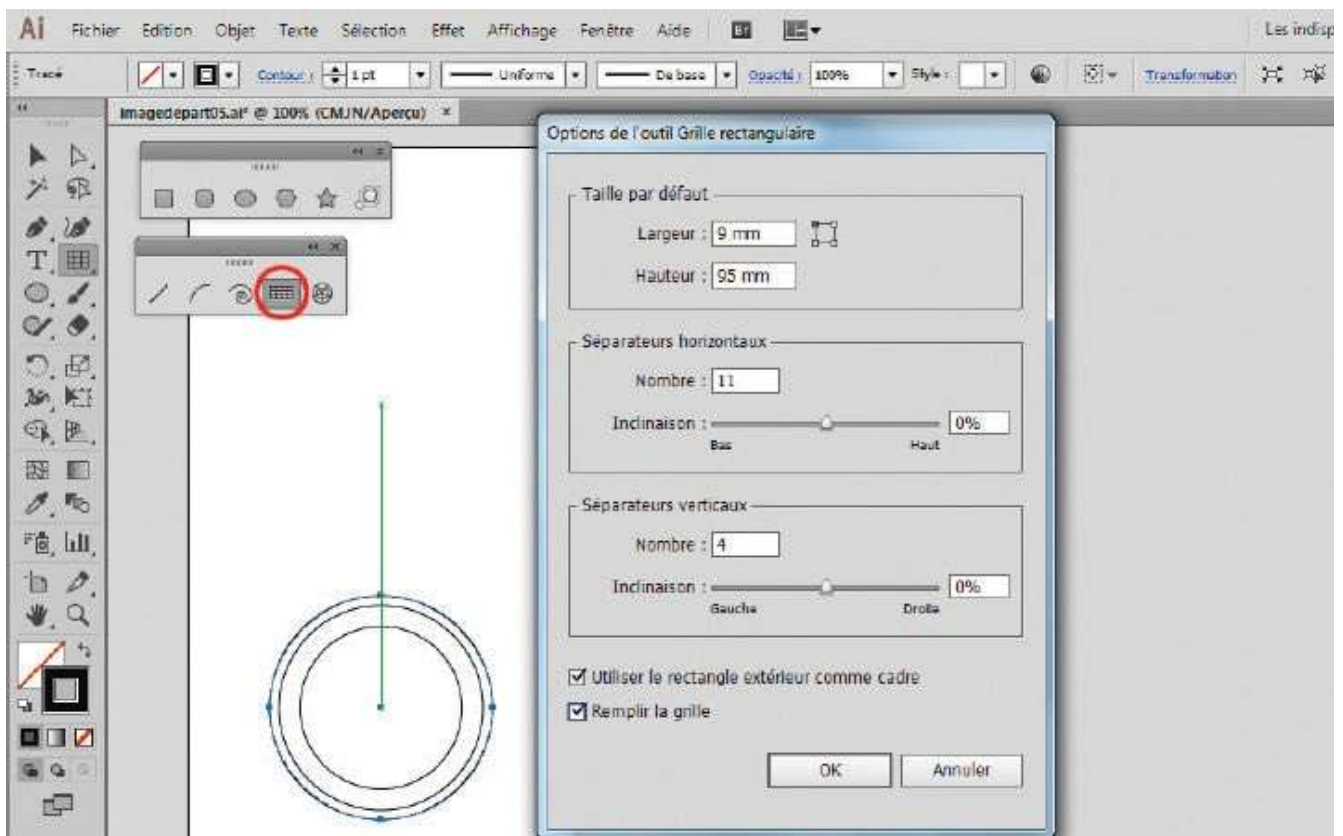 Ai Fichier Edition Objet Texte Sélection Effet Affichage Fenêtre Aide Br Les indisp
Tracé Contour : 1 pt Uniforme De base Opacité : 100% Style : Transformation
imagedepart05.ai* @ 100% (CMJN/Aperçu) ×
Options de l'outil Grille rectangulaire
Taille par défaut
Largeur : 9 mm
Hauteur : 95 mm
Séparateurs horizontaux
Nombre : 11
Inclinaison : 0%
Bas Haut
Séparateurs verticaux
Nombre : 4
Inclinaison : 0%
Gauche Droite
Utiliser le rectangle extérieur comme cadre
Remplir la grille
OK Annuler